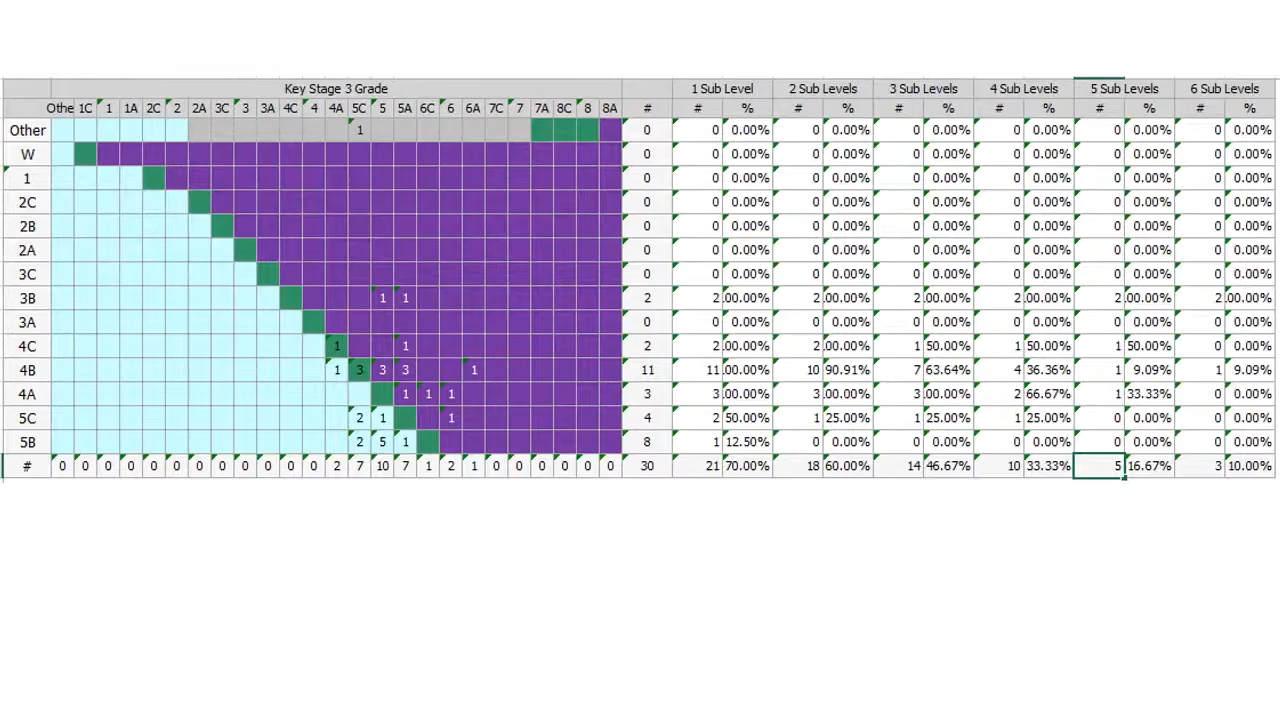 Key Stage 3 Grade 1 Sub Level 2 Sub Levels 3 Sub Levels 4 Sub Levels 5 Sub Levels 6 Sub Levels
Othe 1C 1 1A 2C 2 2A 3C 3 3A 4C 4 4A 5C 5 5A 6C 6 6A 7C 7 7A 8C 8 8A # # % # % # % # % # % # %
Other 1 0 0 0.00% 0 0.00% 0 0.00% 0 0.00% 0 0.00% 0 0.00%
W 0 0 0.00% 0 0.00% 0 0.00% 0 0.00% 0 0.00% 0 0.00%
1 0 0 0.00% 0 0.00% 0 0.00% 0 0.00% 0 0.00% 0 0.00%
2C 0 0 0.00% 0 0.00% 0 0.00% 0 0.00% 0 0.00% 0 0.00%
2B 0 0 0.00% 0 0.00% 0 0.00% 0 0.00% 0 0.00% 0 0.00%
2A 0 0 0.00% 0 0.00% 0 0.00% 0 0.00% 0 0.00% 0 0.00%
3C 0 0 0.00% 0 0.00% 0 0.00% 0 0.00% 0 0.00% 0 0.00%
3B 1 1 2 2 .00.00% 2 .00.00% 2 .00.00% 2 .00.00% 2 .00.00% 2 .00.00%
3A 0 0 0.00% 0 0.00% 0 0.00% 0 0.00% 0 0.00% 0 0.00%
4C 1 1 2 2 .00.00% 2 .00.00% 1 50.00% 1 50.00% 1 50.00% 0 0.00%
4B 1 3 3 3 1 11 11 .00.00% 10 90.91% 7 63.64% 4 36.36% 1 9.09% 1 9.09%
4A 1 1 1 3 3 .00.00% 3 .00.00% 3 .00.00% 2 66.67% 1 33.33% 0 0.00%
5C 2 1 1 4 2 50.00% 1 25.00% 1 25.00% 1 25.00% 0 0.00% 0 0.00%
5B 2 5 1 8 1 12.50% 0 0.00% 0 0.00% 0 0.00% 0 0.00% 0 0.00%
# 0 0 0 0 0 0 0 0 0 0 0 0 2 7 10 7 1 2 1 0 0 0 0 0 0 30 21 70.00% 18 60.00% 14 46.67% 10 33.33% 5 16.67% 3 10.00%